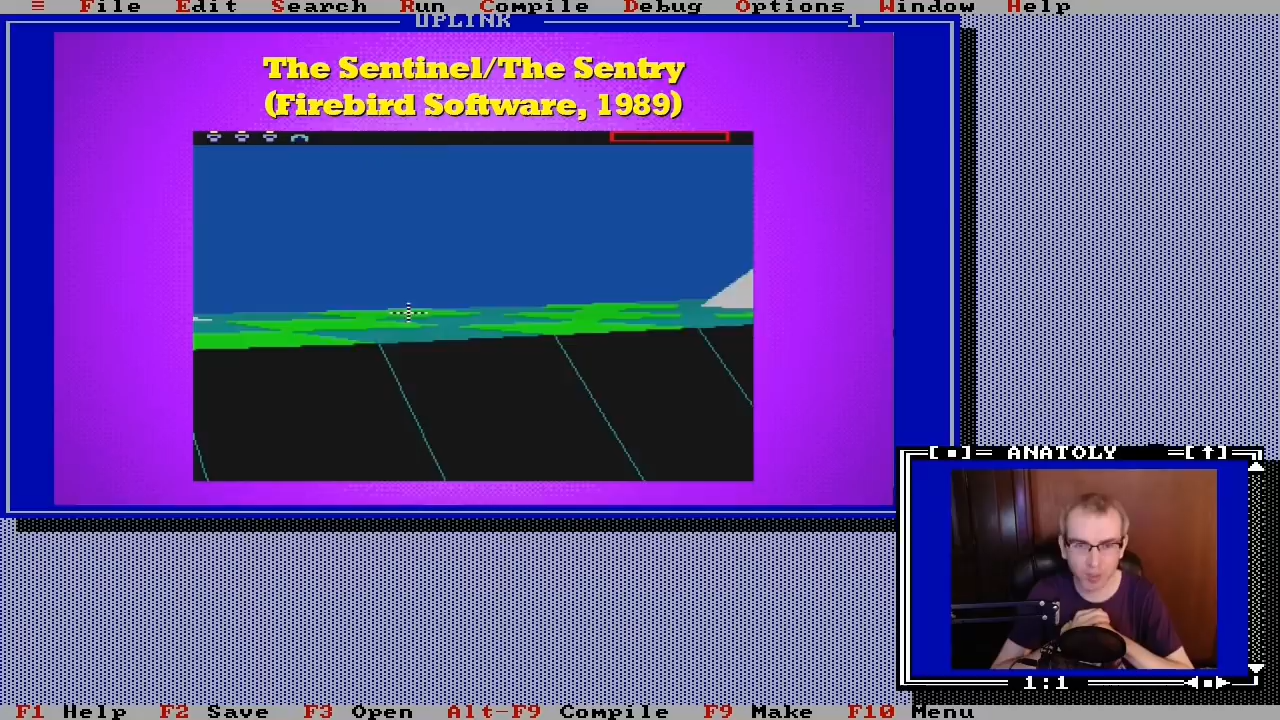 ≡ File Edit Search Run Compile Debug Options Window Help
UPLINK 1
The Sentinel/The Sentry
(Firebird Software, 1989)
[■] ANATOLY [↑]
1:1
F1 Help F2 Save F3 Open Alt-F9 Compile F9 Make F10 Menu